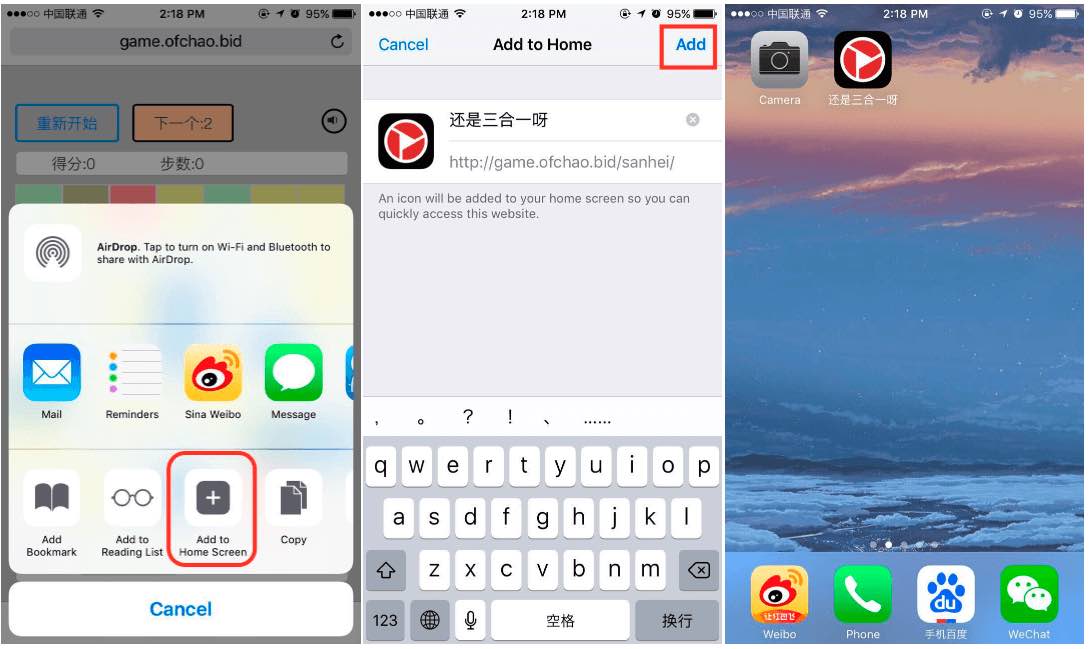 中国联通
2:18 PM
95%
game.ofchao.bid
重新开始
下一个:2
得分:0
步数:0
AirDrop. Tap to turn on Wi-Fi and Bluetooth to
share with AirDrop.
Mail
Reminders
Sina Weibo
Message
Add
Bookmark
Add to
Reading List
Add to
Home Screen
Copy
Cancel
中国联通
2:18 PM
95%
Cancel
Add to Home
Add
还是三合一呀
http://game.ofchao.bid/sanhei/
An icon will be added to your home screen so you can
quickly access this website.
， 。 ？ ！ 、 ……
q w e r t y u i o p
a s d f g h j k l
z x c v b n m
123
空格
换行
中国联通
2:18 PM
95%
Camera
还是三合一呀
让红包飞
du
Weibo
Phone
手机百度
WeChat